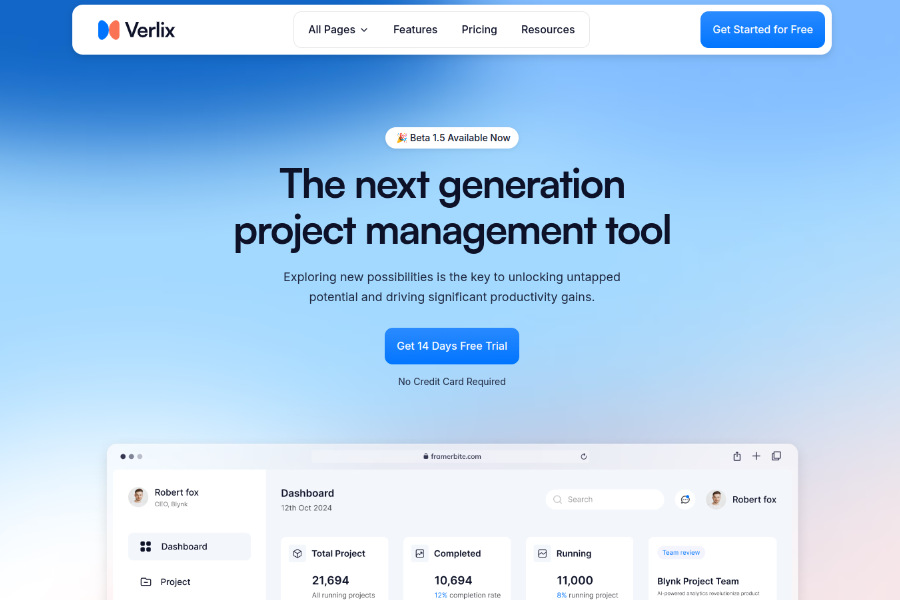 Verlix
All Pages
Features
Pricing
Resources
Get Started for Free
🎉 Beta 1.5 Available Now
The next generation
project management tool
Exploring new possibilities is the key to unlocking untapped
potential and driving significant productivity gains.
Get 14 Days Free Trial
No Credit Card Required
framerbite.com
Robert fox
CEO, Blynk
Dashboard
Project
Dashboard
12th Oct 2024
Search
Robert fox
Total Project
21,694
All running projects
Completed
10,694
12% completion rate
Running
11,000
8% running project
Team review
Blynk Project Team
AI-powered analytics revolutionize product